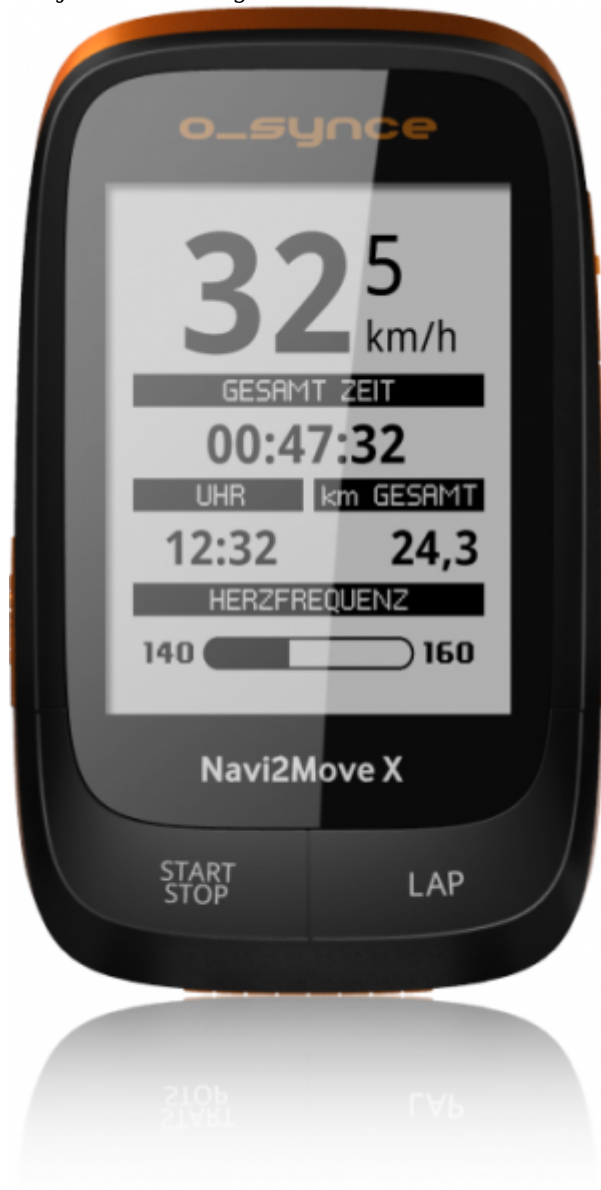 o_synce
32 5
km/h
GESAMT ZEIT
00:47:32
UHR km GESAMT
12:32 24,3
HERZFREQUENZ
140 160
Navi2Move X
START
STOP
LAP